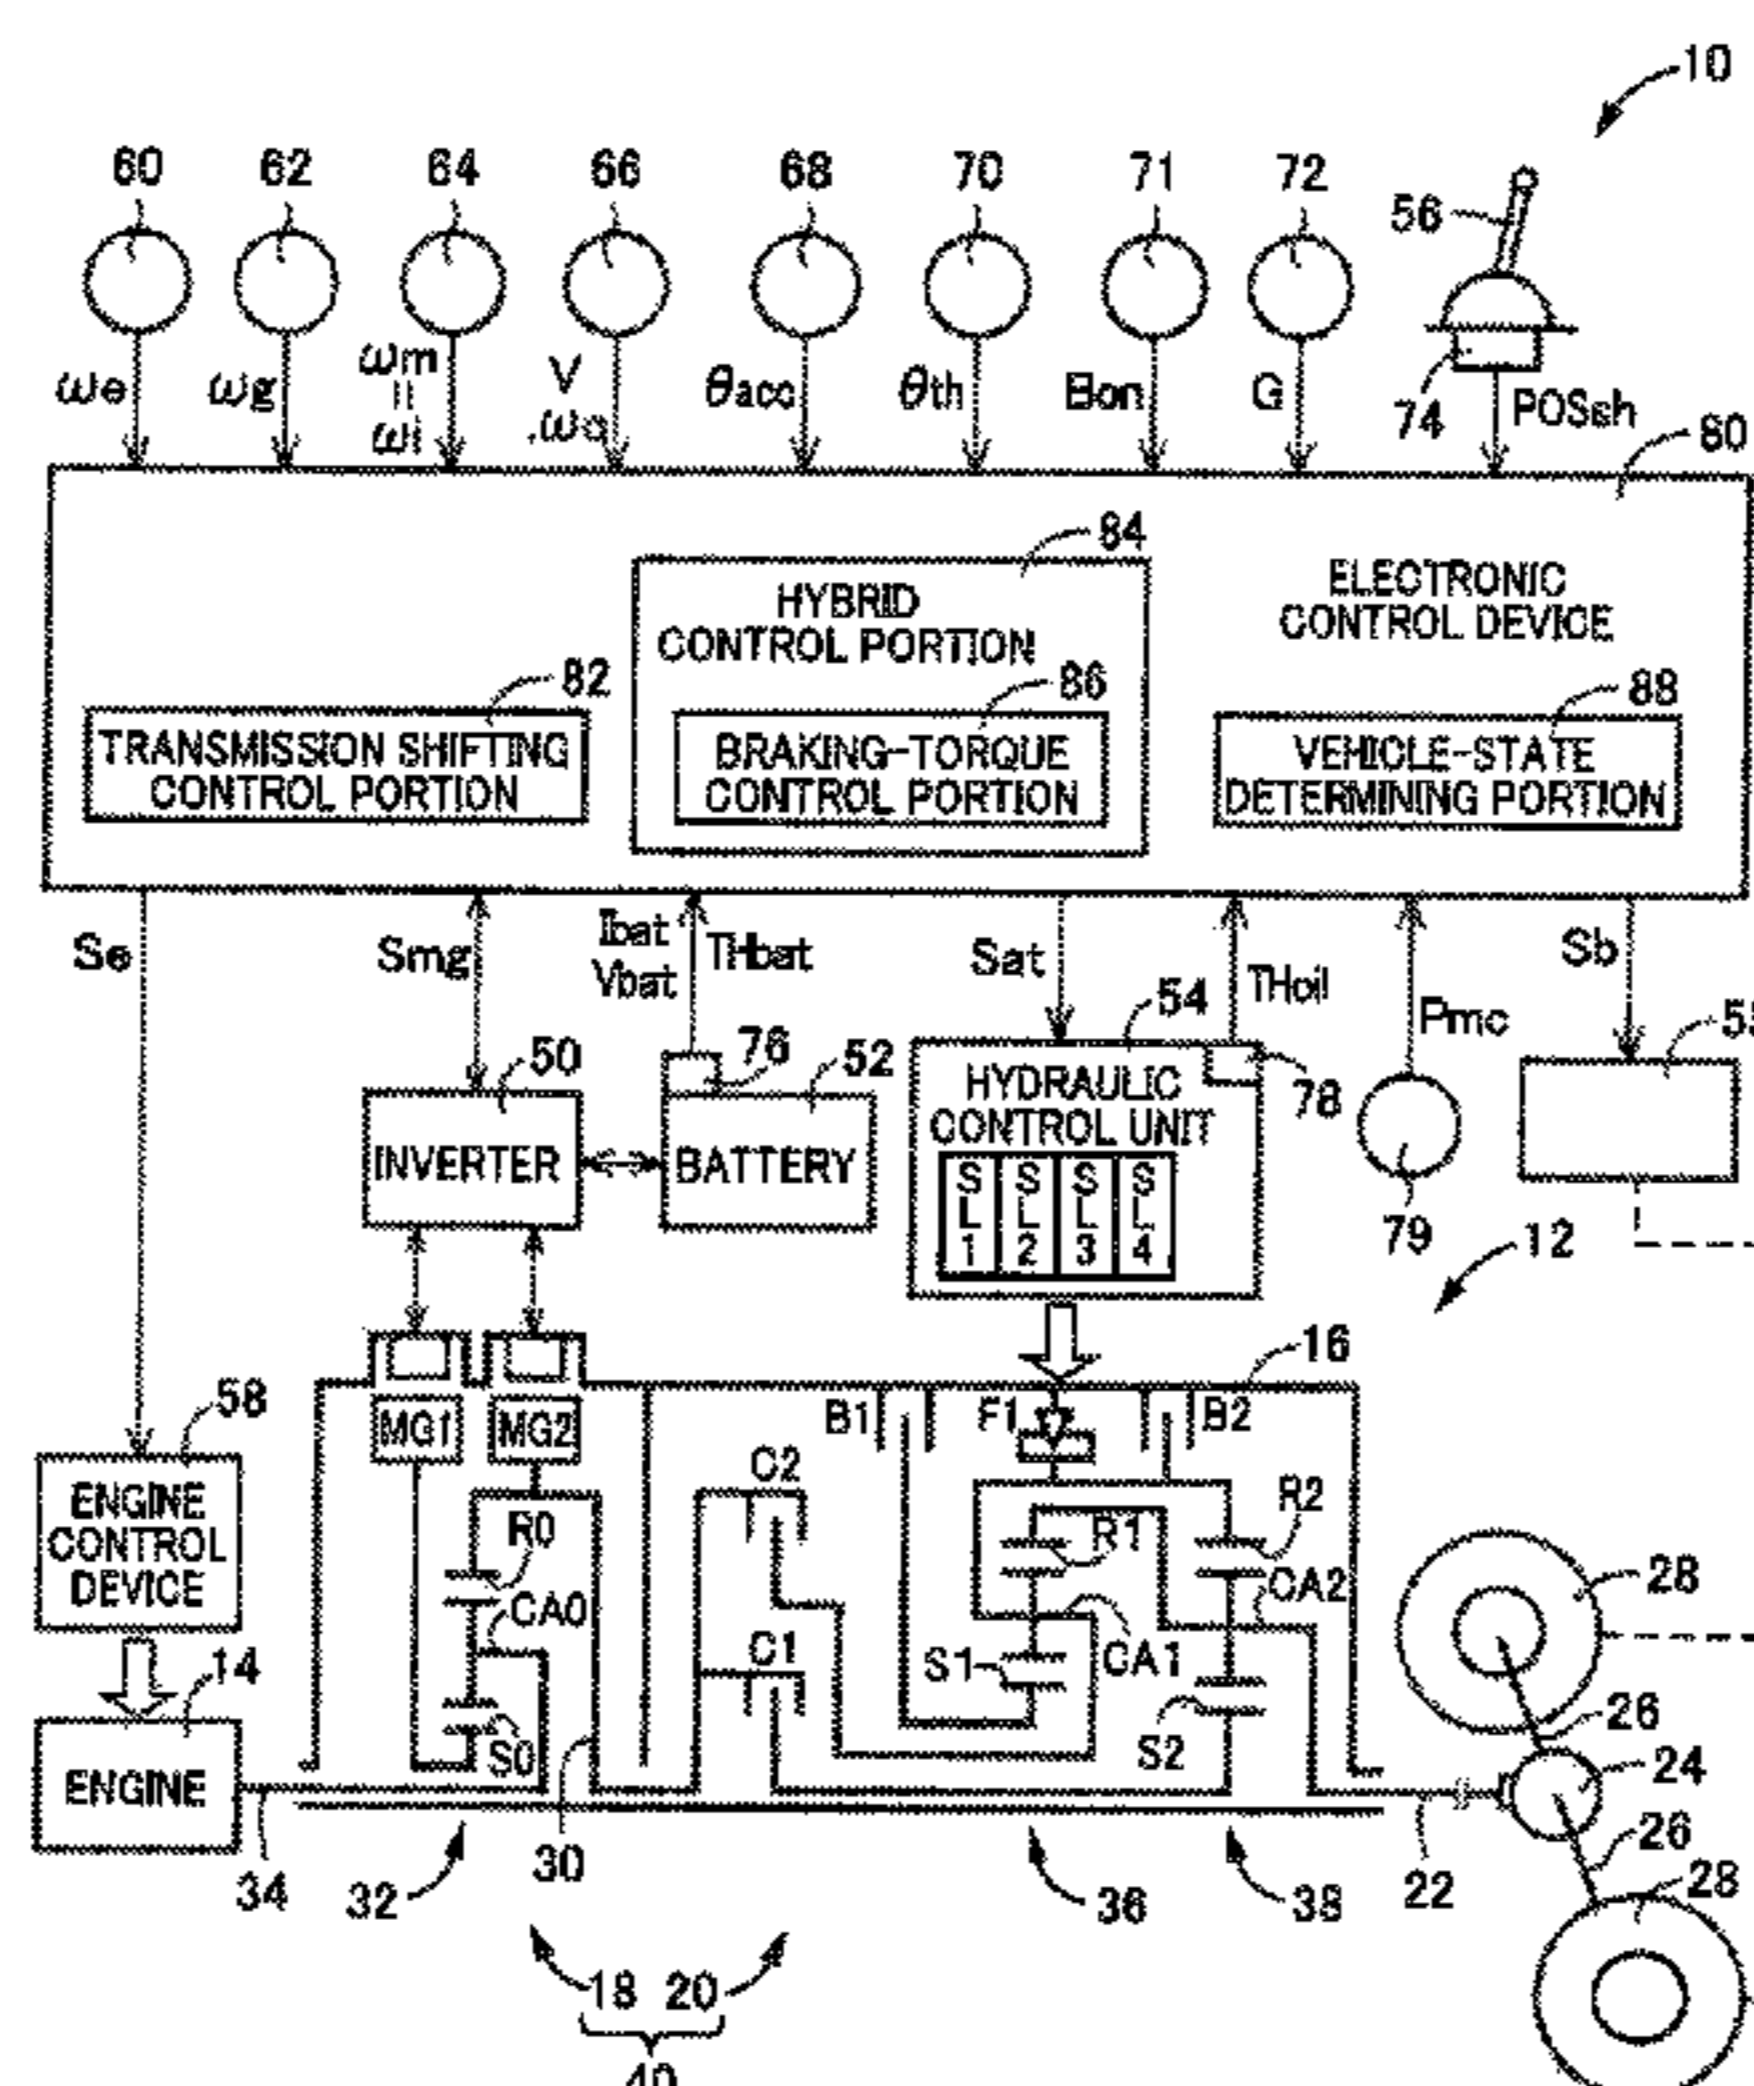 10
60 62 64 66 68 70 71 72
56
ωe ωg ωm
=
ωi
V
,ωo θacc θth Bon G
74 POSsh
80
84
HYBRID
CONTROL PORTION
ELECTRONIC
CONTROL DEVICE
82 86 88
TRANSMISSION SHIFTING
CONTROL PORTION
BRAKING-TORQUE
CONTROL PORTION
VEHICLE-STATE
DETERMINING PORTION
Se Smg Ibat
Vbat THbat Sat THoil Pmc Sb
50 76 52 54 78
INVERTER BATTERY
HYDRAULIC
CONTROL UNIT
SL1 SL2 SL3 SL4
79
12
16
58
MG1 MG2 B1 F1 B2
ENGINE
CONTROL
DEVICE
C2 R0 R1 R2
CA0 CA2
28
14 C1 S1 CA1
ENGINE S0 S2 26
24
26
34 32 30 36 38 22 28
18 20
40